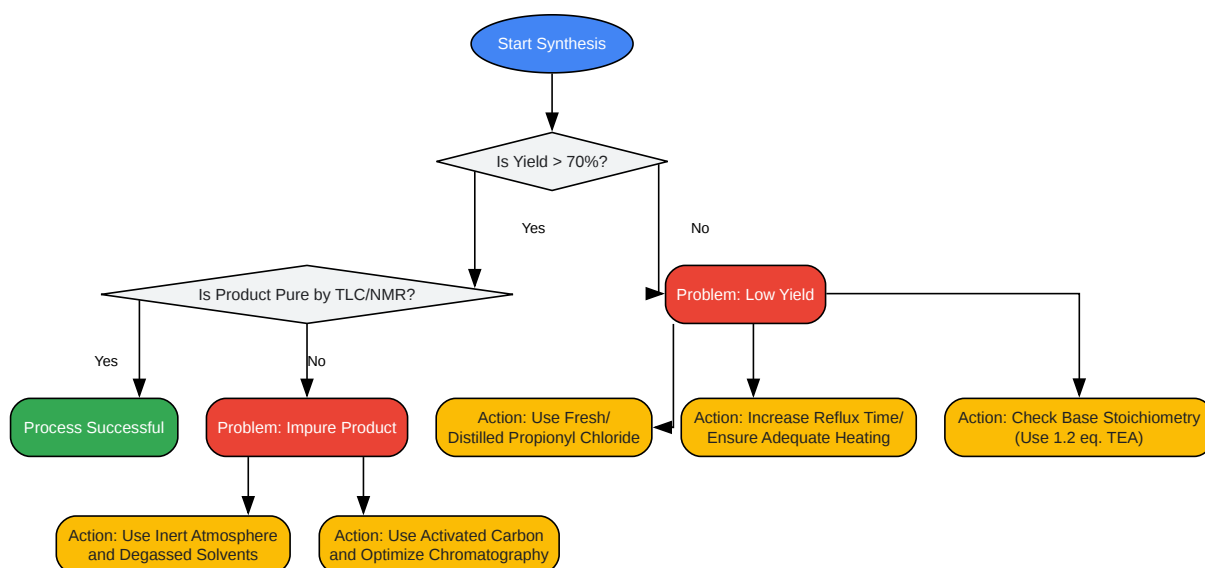 Start Synthesis
Is Yield > 70%?
Yes
No
Is Product Pure by TLC/NMR?
Problem: Low Yield
Yes
No
Process Successful
Problem: Impure Product
Action: Use Fresh/
Distilled Propionyl Chloride
Action: Increase Reflux Time/
Ensure Adequate Heating
Action: Check Base Stoichiometry
(Use 1.2 eq. TEA)
Action: Use Inert Atmosphere
and Degassed Solvents
Action: Use Activated Carbon
and Optimize Chromatography